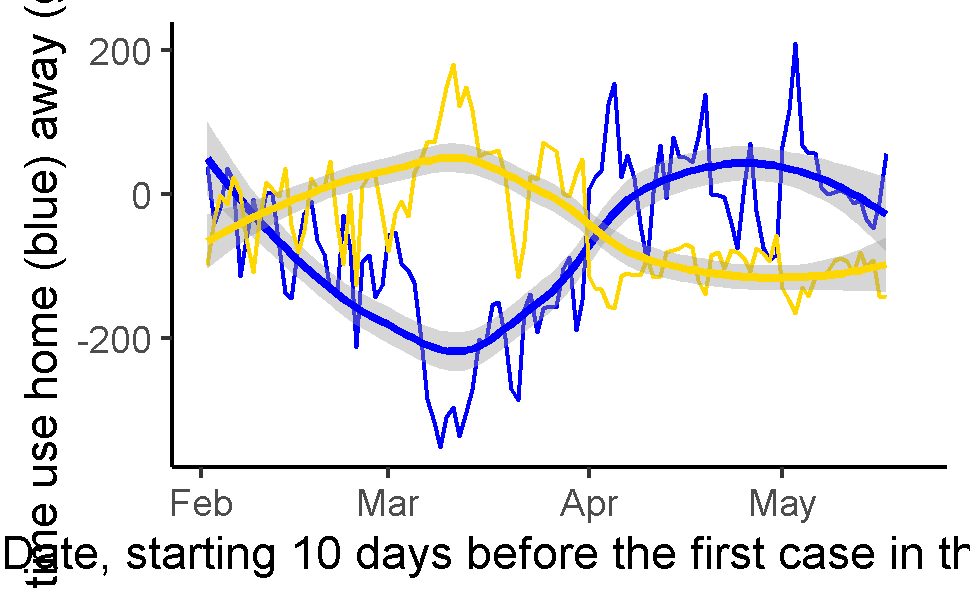 time use home (blue) away (
200
0
-200
Feb Mar Apr May
Date, starting 10 days before the first case in th